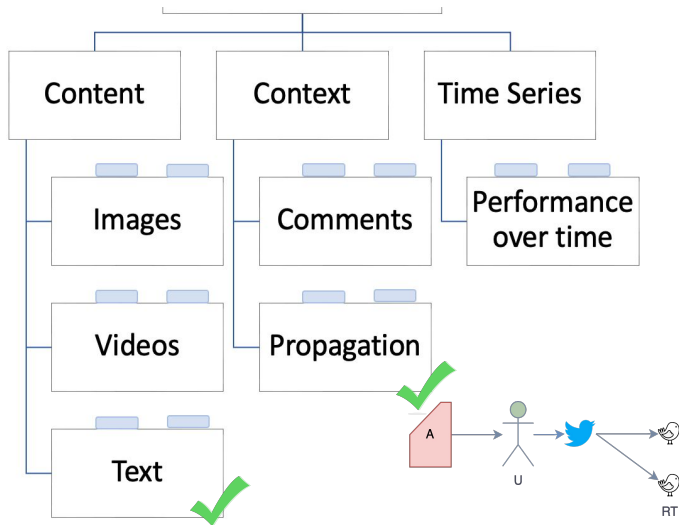 Content
Context
Time Series
Images
Comments
Performance
over time
Videos
Propagation
Text
A
U
RT